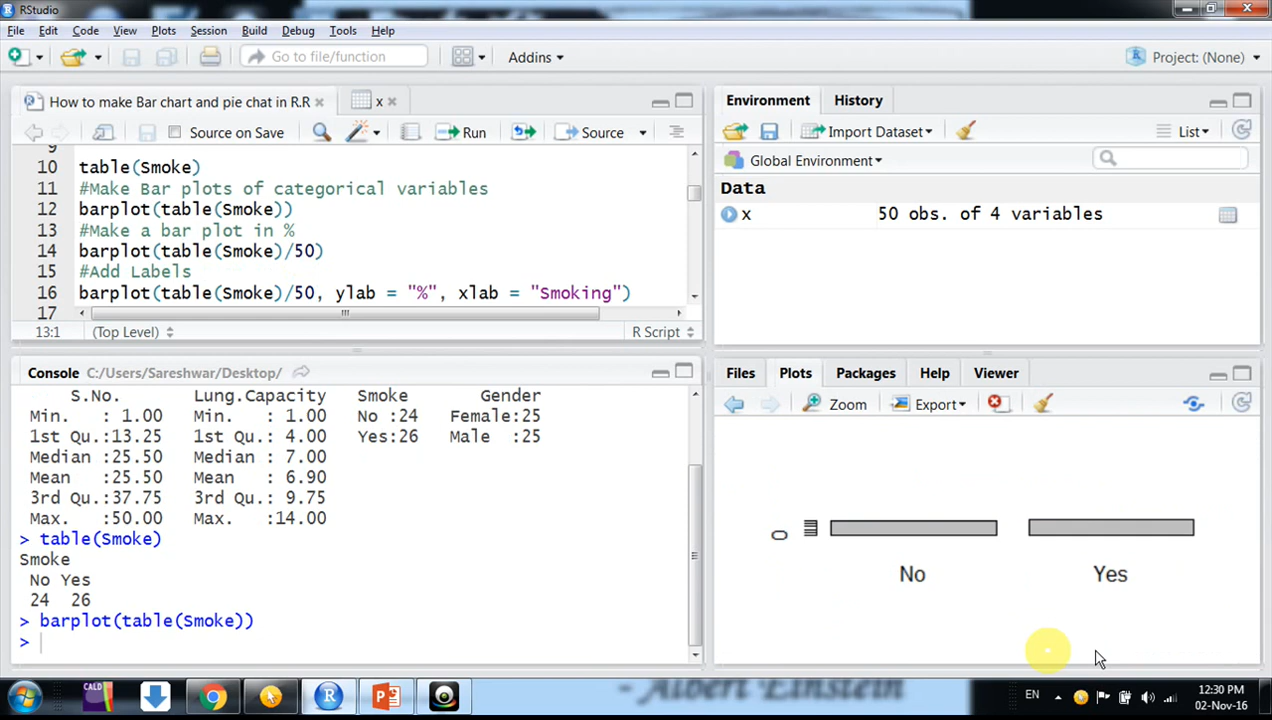 RStudio
File Edit Code View Plots Session Build Debug Tools Help
Go to file/function Addins Project: (None)
How to make Bar chart and pie chat in R.R x
Source on Save Run Source
9
10 table(Smoke)
11 #Make Bar plots of categorical variables
12 barplot(table(Smoke))
13 #Make a bar plot in %
14 barplot(table(Smoke)/50)
15 #Add Labels
16 barplot(table(Smoke)/50, ylab = "%", xlab = "Smoking")
17
13:1 (Top Level) R Script
Console C:/Users/Sareshwar/Desktop/
S.No. Lung.Capacity Smoke Gender
Min. : 1.00 Min. : 1.00 No :24 Female:25
1st Qu.:13.25 1st Qu.: 4.00 Yes:26 Male :25
Median :25.50 Median : 7.00
Mean :25.50 Mean : 6.90
3rd Qu.:37.75 3rd Qu.: 9.75
Max. :50.00 Max. :14.00
> table(Smoke)
Smoke
No Yes
24 26
> barplot(table(Smoke))
>
Environment History
Import Dataset List
Global Environment
Data
x 50 obs. of 4 variables
Files Plots Packages Help Viewer
Zoom Export
0
No Yes
CALD
- Albert Einstein
EN
12:30 PM
02-Nov-16